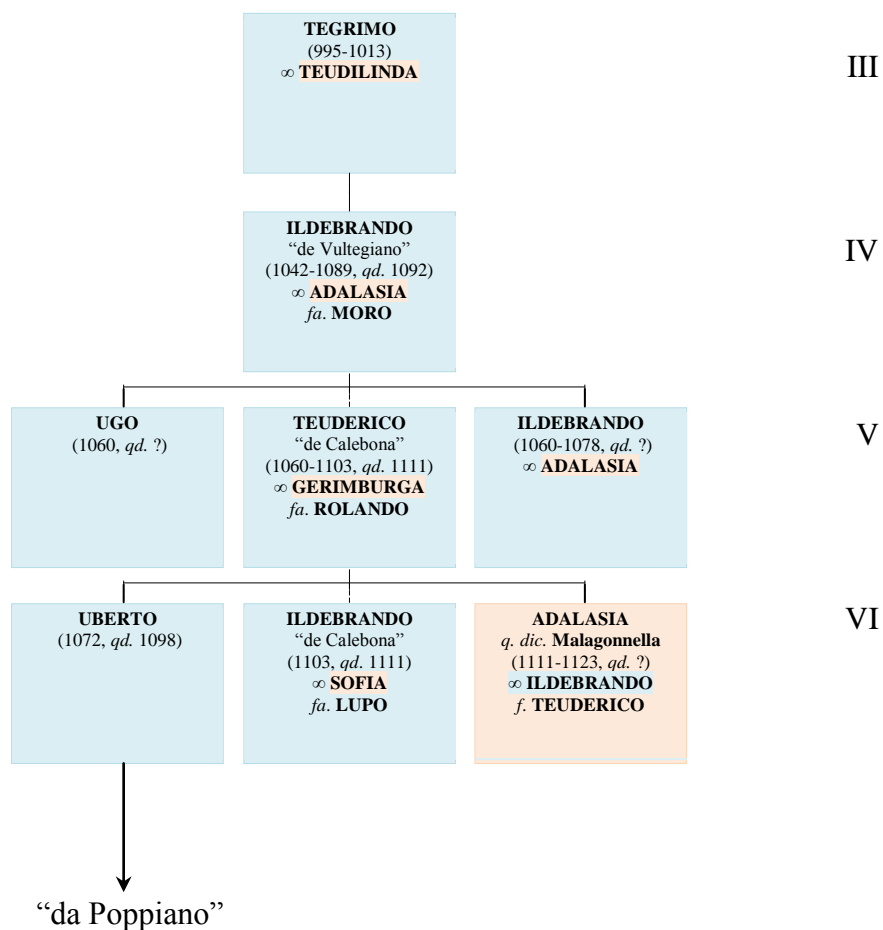 TEGRIMO
(995-1013)
∞ TEUDILINDA
III
ILDEBRANDO
“de Vultegiano”
(1042-1089, qd. 1092)
∞ ADALASIA
fa. MORO
IV
UGO
(1060, qd. ?)
TEUDERICO
“de Calebona”
(1060-1103, qd. 1111)
∞ GERIMBURGA
fa. ROLANDO
ILDEBRANDO
(1060-1078, qd. ?)
∞ ADALASIA
V
UBERTO
(1072, qd. 1098)
ILDEBRANDO
“de Calebona”
(1103, qd. 1111)
∞ SOFIA
fa. LUPO
ADALASIA
q. dic. Malagonnella
(1111-1123, qd. ?)
∞ ILDEBRANDO
f. TEUDERICO
VI
“da Poppiano”